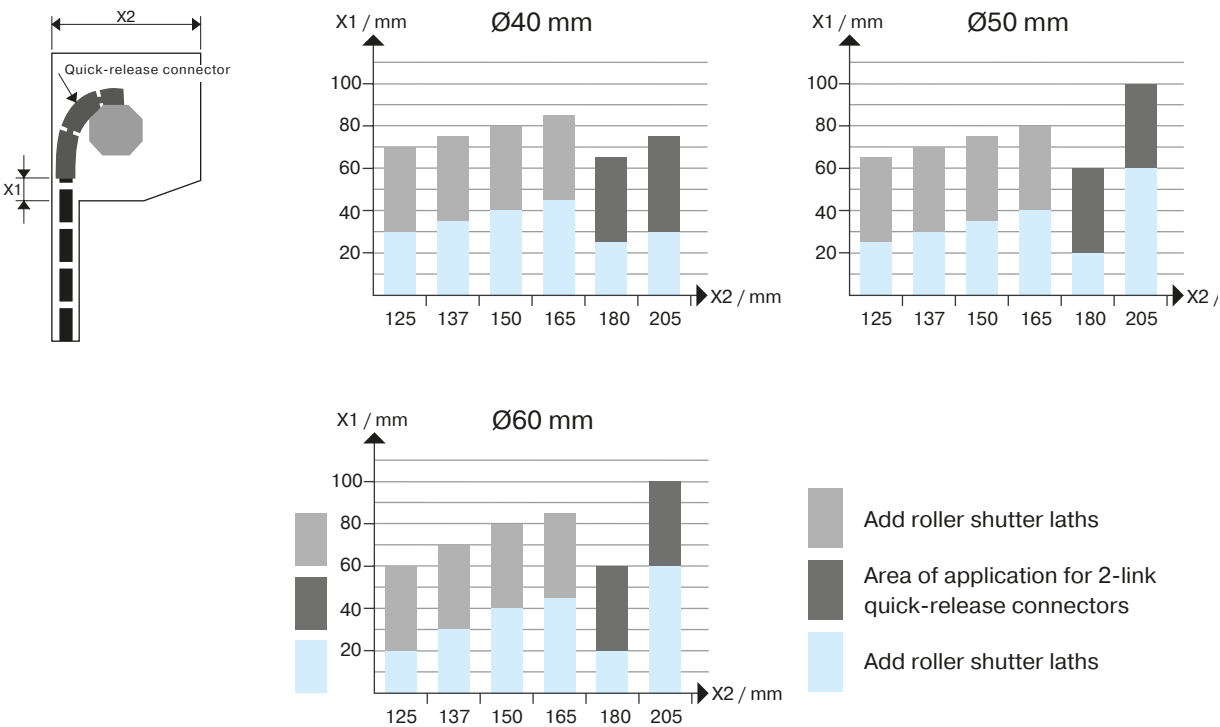 X2
Quick-release connector
X1
X1 / mm
Ø40 mm
100
80
60
40
20
X2 / mm
125 137 150 165 180 205
X1 / mm
Ø50 mm
100
80
60
40
20
X2 /
125 137 150 165 180 205
X1 / mm
Ø60 mm
100
80
60
40
20
X2 / mm
125 137 150 165 180 205
Add roller shutter laths
Area of application for 2-link
quick-release connectors
Add roller shutter laths